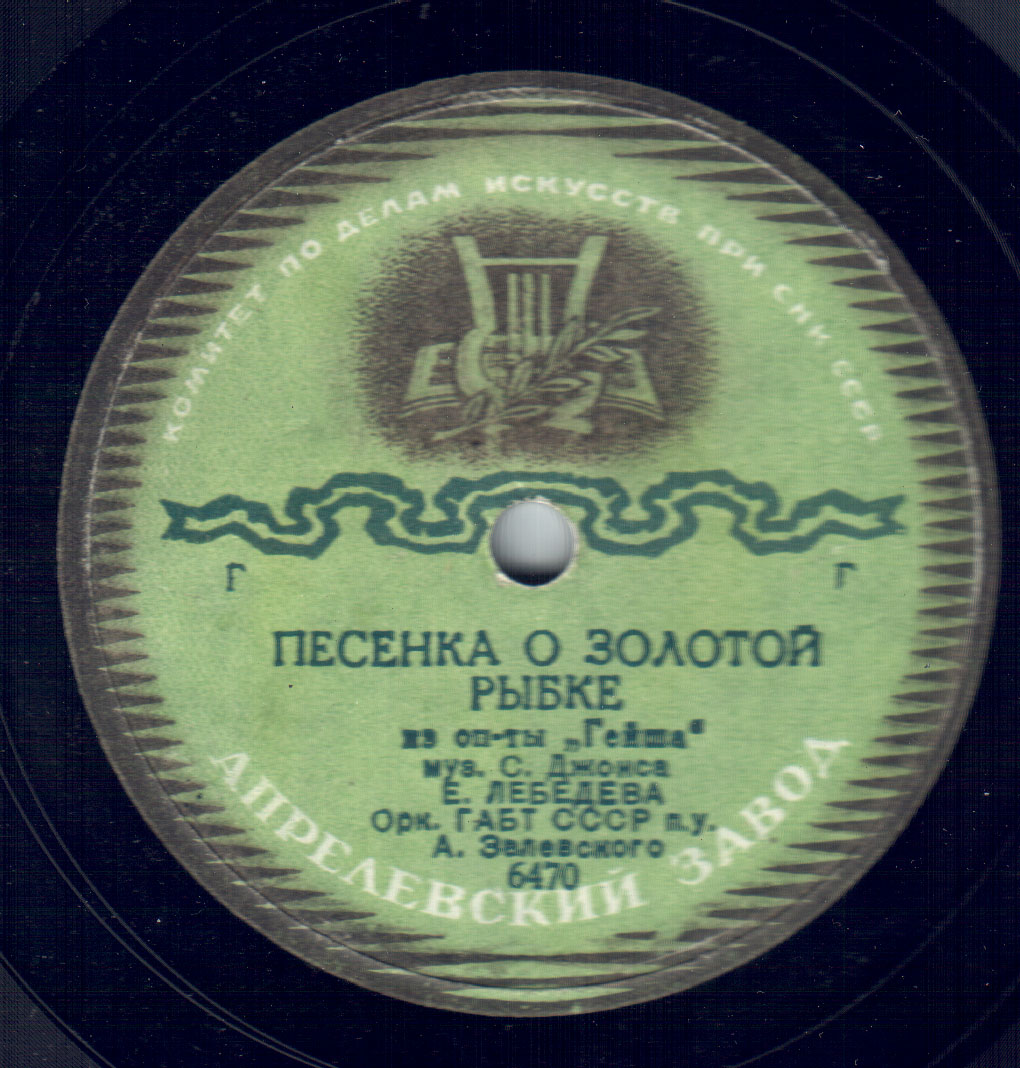 КОМИТЕТ ПО ДЕЛАМ ИСКУССТВ ПРИ СНК СССР
Г Г
ПЕСЕНКА О ЗОЛОТОЙ
РЫБКЕ
из оп-ты „Гейша“
муз. С. Джонса
Е. ЛЕБЕДЕВА
Орк. ГАБТ СССР п.у.
А. Залевского
6470
АПРЕЛЕВСКИЙ ЗАВОД